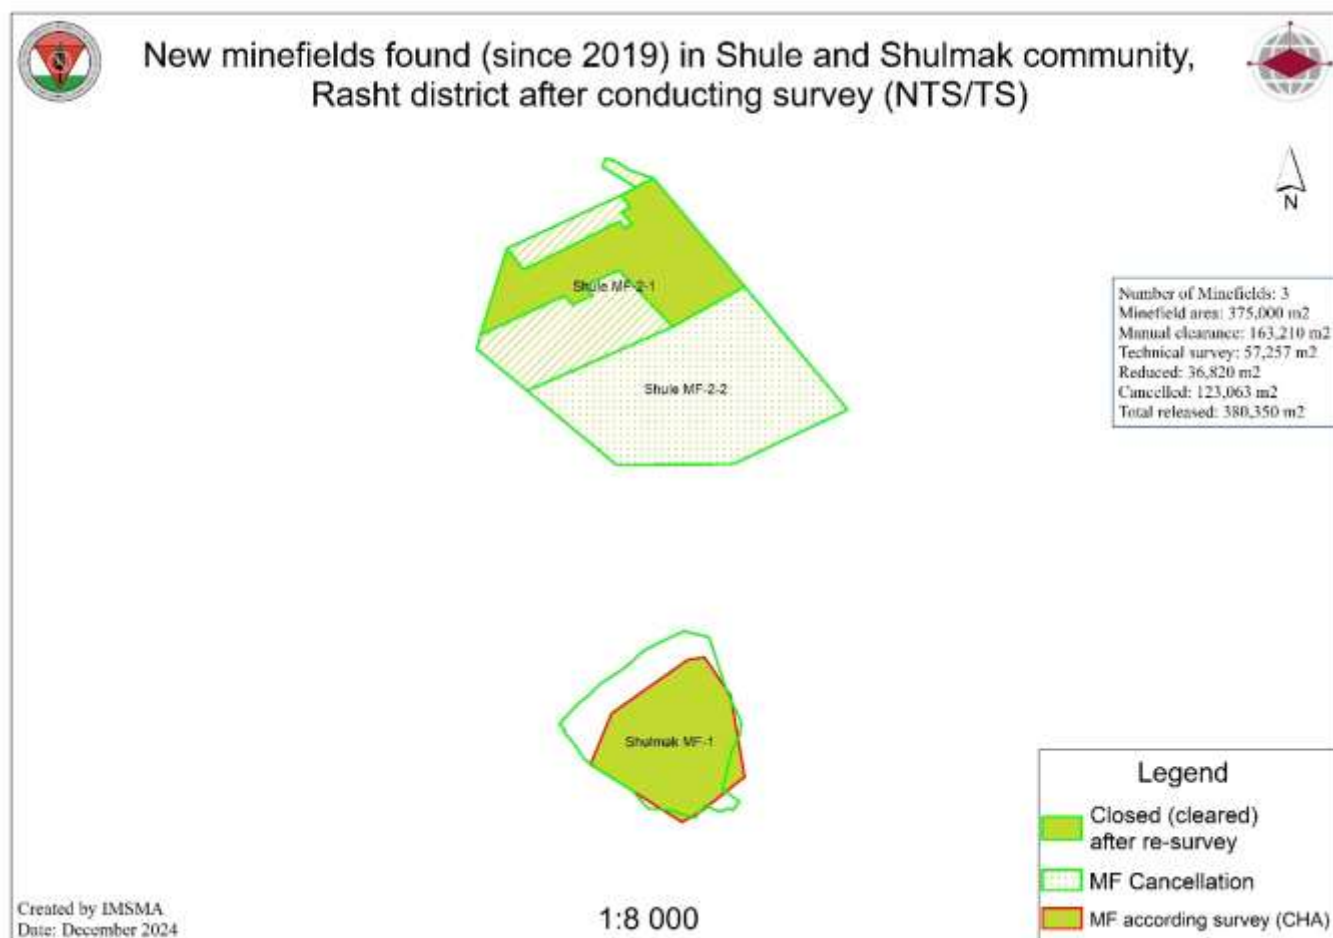 New minefields found (since 2019) in Shule and Shulmak community,
Rasht district after conducting survey (NTS/TS)
N
Shule MF-2-1
Number of Minefields: 3
Minefield area: 375,000 m2
Manual clearance: 163,210 m2
Technical survey: 57,257 m2
Reduced: 36,820 m2
Cancelled: 123,063 m2
Total released: 380,350 m2
Shule MF-2-2
Shulmak MF-1
Legend
Closed (cleared)
after re-survey
MF Cancellation
MF according survey (CHA)
Created by IMSMA
Date: December 2024
1:8 000